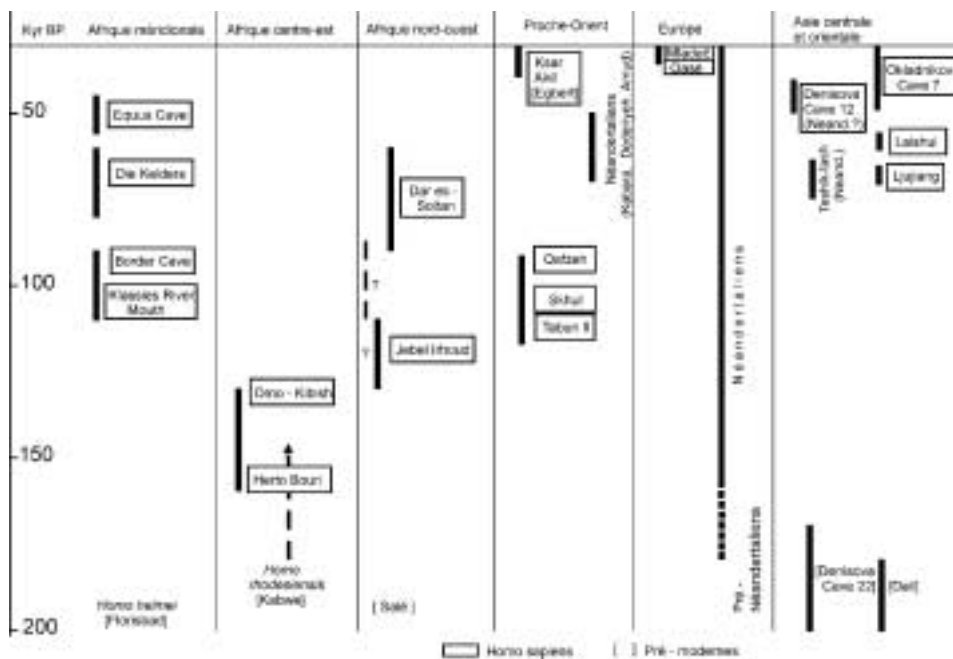 Kyr BP.
Afrique méridionale
Afrique centre-est
Afrique nord-ouest
Proche-Orient
Europe
Asie centrale
et orientale
50
100
150
200
Equus Cave
Die Kelders
Border Cave
Klasies River
Mouth
Homo helmei
[Florisbad]
Omo - Kibish
Herto Bouri
Homo
rhodesiensis
[Kabwe]
Dar es -
Soltan
?
?
Jebel Irhoud
[ Salé ]
Ksar
Akil
[Egbert]
Néandertaliens
(Kebara, Dederiyeh, Amud)
Qafzeh
Skhul
Tabun II
Mladeč
Oase
Néandertaliens
Pré -
Néandertaliens
Denisova
Cave 12
(Neand.?)
Okladnikov
Cave 7
Laishui
Liujiang
Teshik-tash
(Neand.)
[Denisova
Cave 22]
[Dali]
Homo sapiens
[ ] Pré - modernes